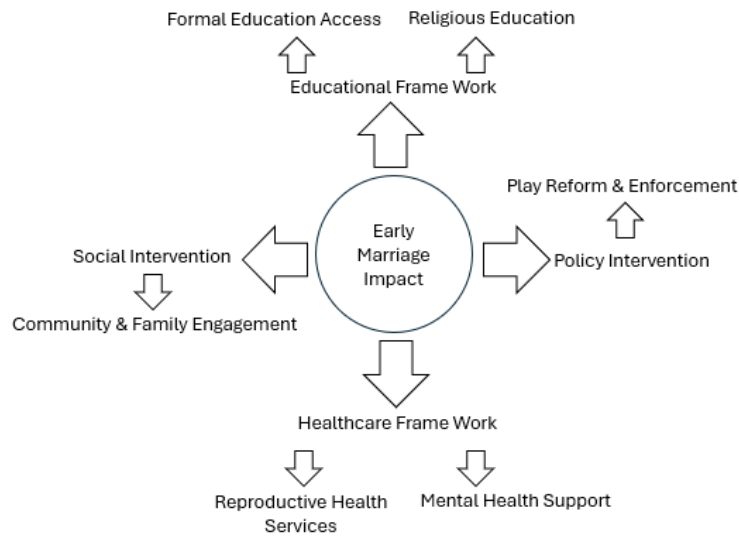 Formal Education Access
Religious Education
Educational Frame Work
Play Reform & Enforcement
Early
Marriage
Impact
Social Intervention
Policy Intervention
Community & Family Engagement
Healthcare Frame Work
Reproductive Health
Services
Mental Health Support